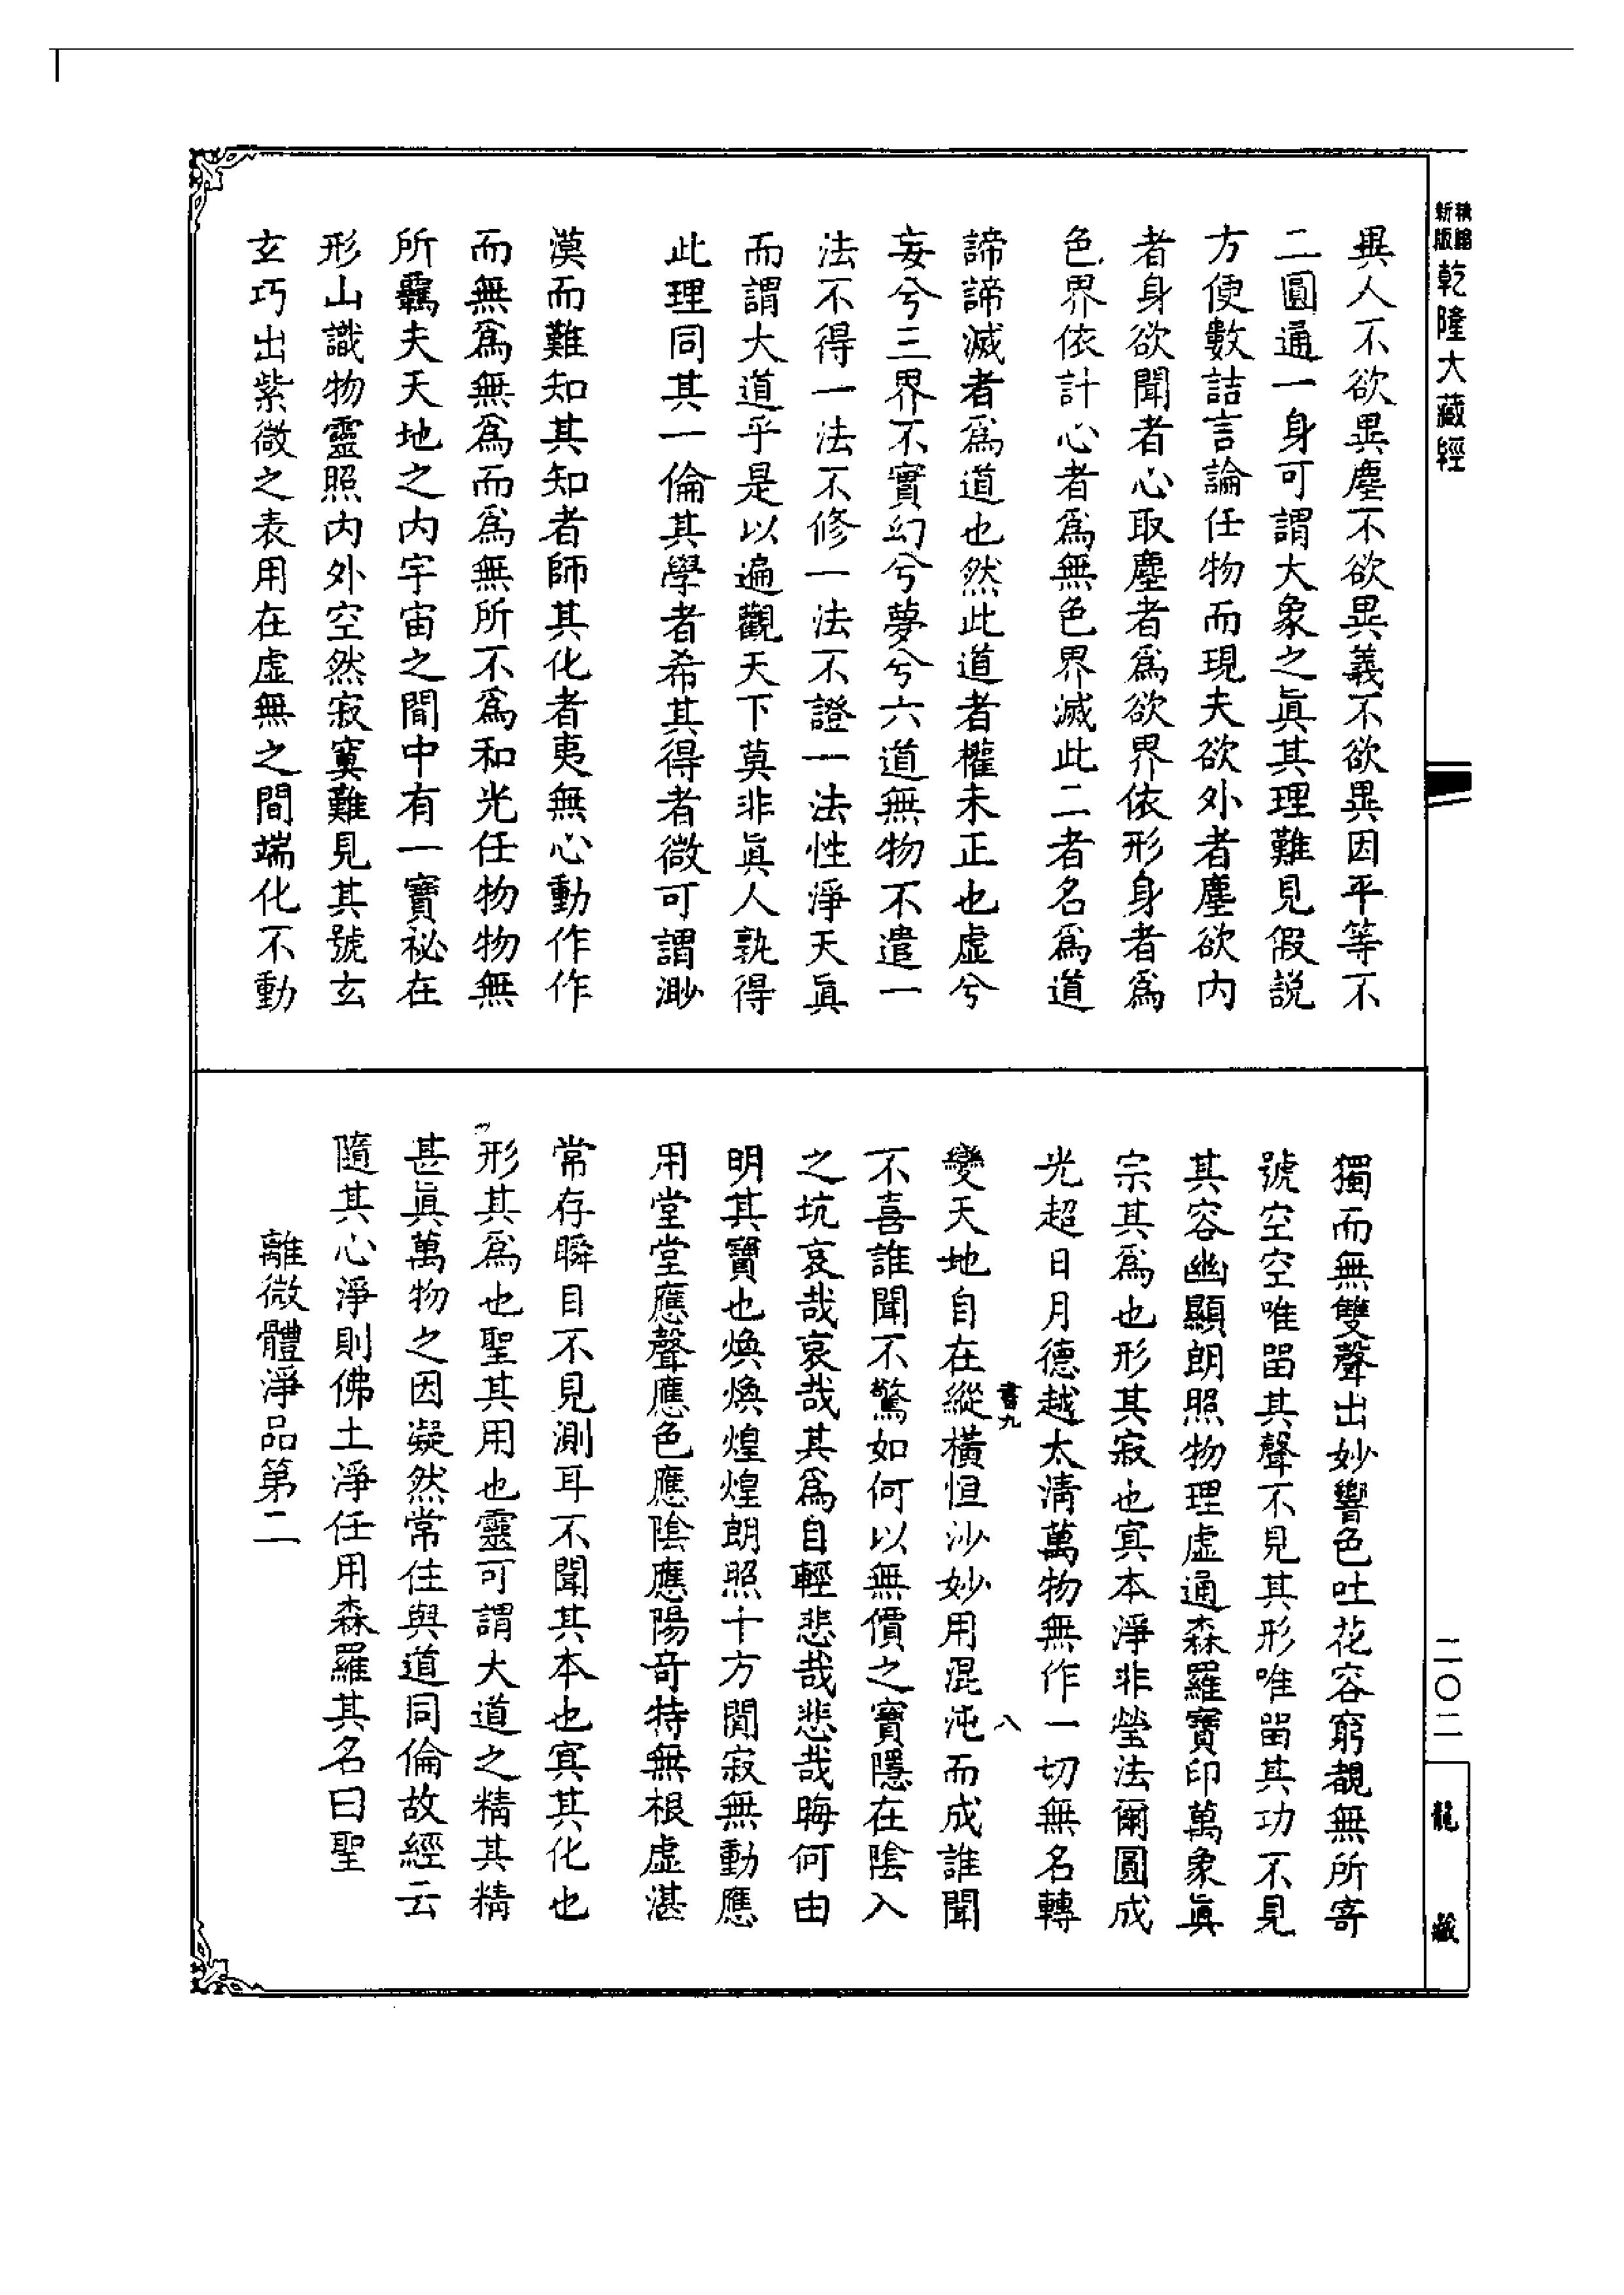 新版
精縮
乾隆大藏經
異人不欲異塵不欲異義不欲異因平等不
二圓通一身可謂大象之眞其理難見假説
方便數詰言論任物而現夫欲外者塵欲内
者身欲聞者心取塵者爲欲界依形身者爲
色界依計心者爲無色界滅此二者名爲道
諦諦滅者爲道也然此道者權未正也虛兮
妄兮三界不實幻兮夢兮六道無物不遣一
法不得一法不修一法不證一法性淨天眞
而謂大道乎是以遍觀天下莫非眞人孰得
此理同其一倫其學者希其得者微可謂渺
漠而難知其知者師其化者夷無心動作作
而無爲無爲而爲無所不爲和光任物物無
所羈夫天地之内宇宙之間中有一寶祕在
形山識物靈照内外空然寂寞難見其號玄
玄巧出紫微之表用在虛無之間端化不動
獨而無雙聲出妙響色吐花容窮覩無所寄
號空空唯畱其聲不見其形唯畱其功不見
其容幽顯朗照物理虛通森羅寶印萬象眞
宗其爲也形其寂也寘本淨非瑩法爾圓成
光超日月德越太清萬物無作一切無名轉
書九
八
變天地自在縱橫恒沙妙用混沌而成誰聞
不喜誰聞不驚如何以無價之寶隱在陰入
之坑哀哉哀哉其爲自輕悲哉悲哉晦何由
明其寶也煥煥煌煌朗照十方閴寂無動應
用堂堂應聲應色應陰應陽竒特無根虛湛
常存瞬目不見測耳不聞其本也寘其化也
形其爲也聖其用也靈可謂大道之精其精
甚眞萬物之因凝然常住與道同倫故經云
隨其心淨則佛土淨任用森羅其名曰聖
離微體淨品第二
二〇二
龍藏